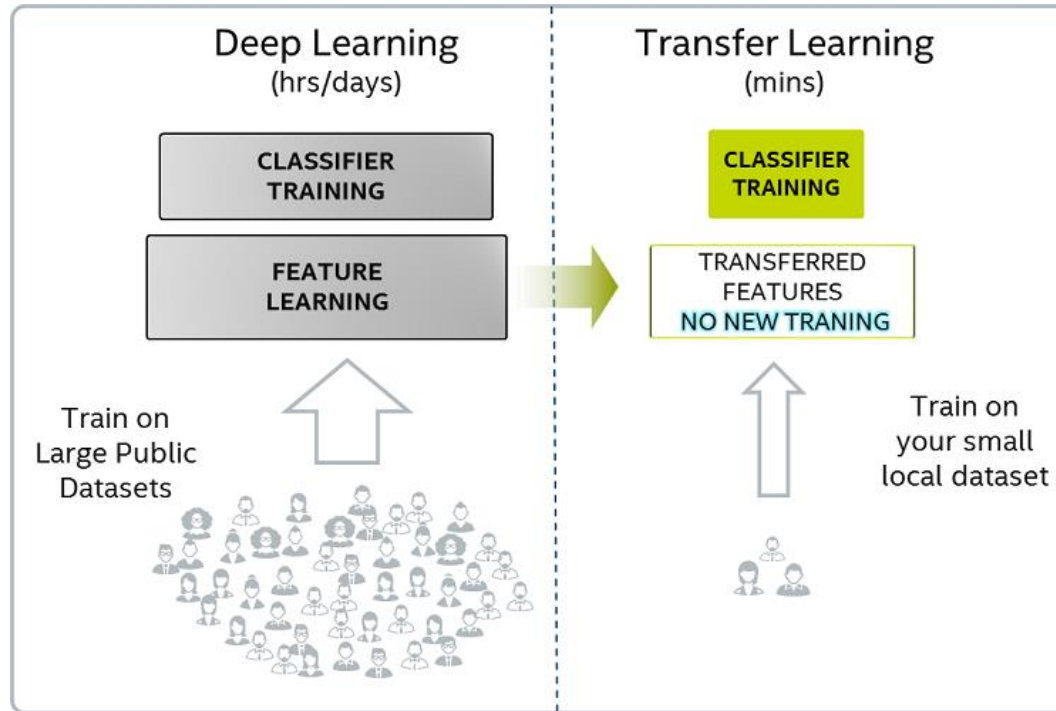 Deep Learning
(hrs/days)
CLASSIFIER
TRAINING
FEATURE
LEARNING
Train on
Large Public
Datasets
Transfer Learning
(mins)
CLASSIFIER
TRAINING
TRANSFERRED
FEATURES
NO NEW TRANING
Train on
your small
local dataset